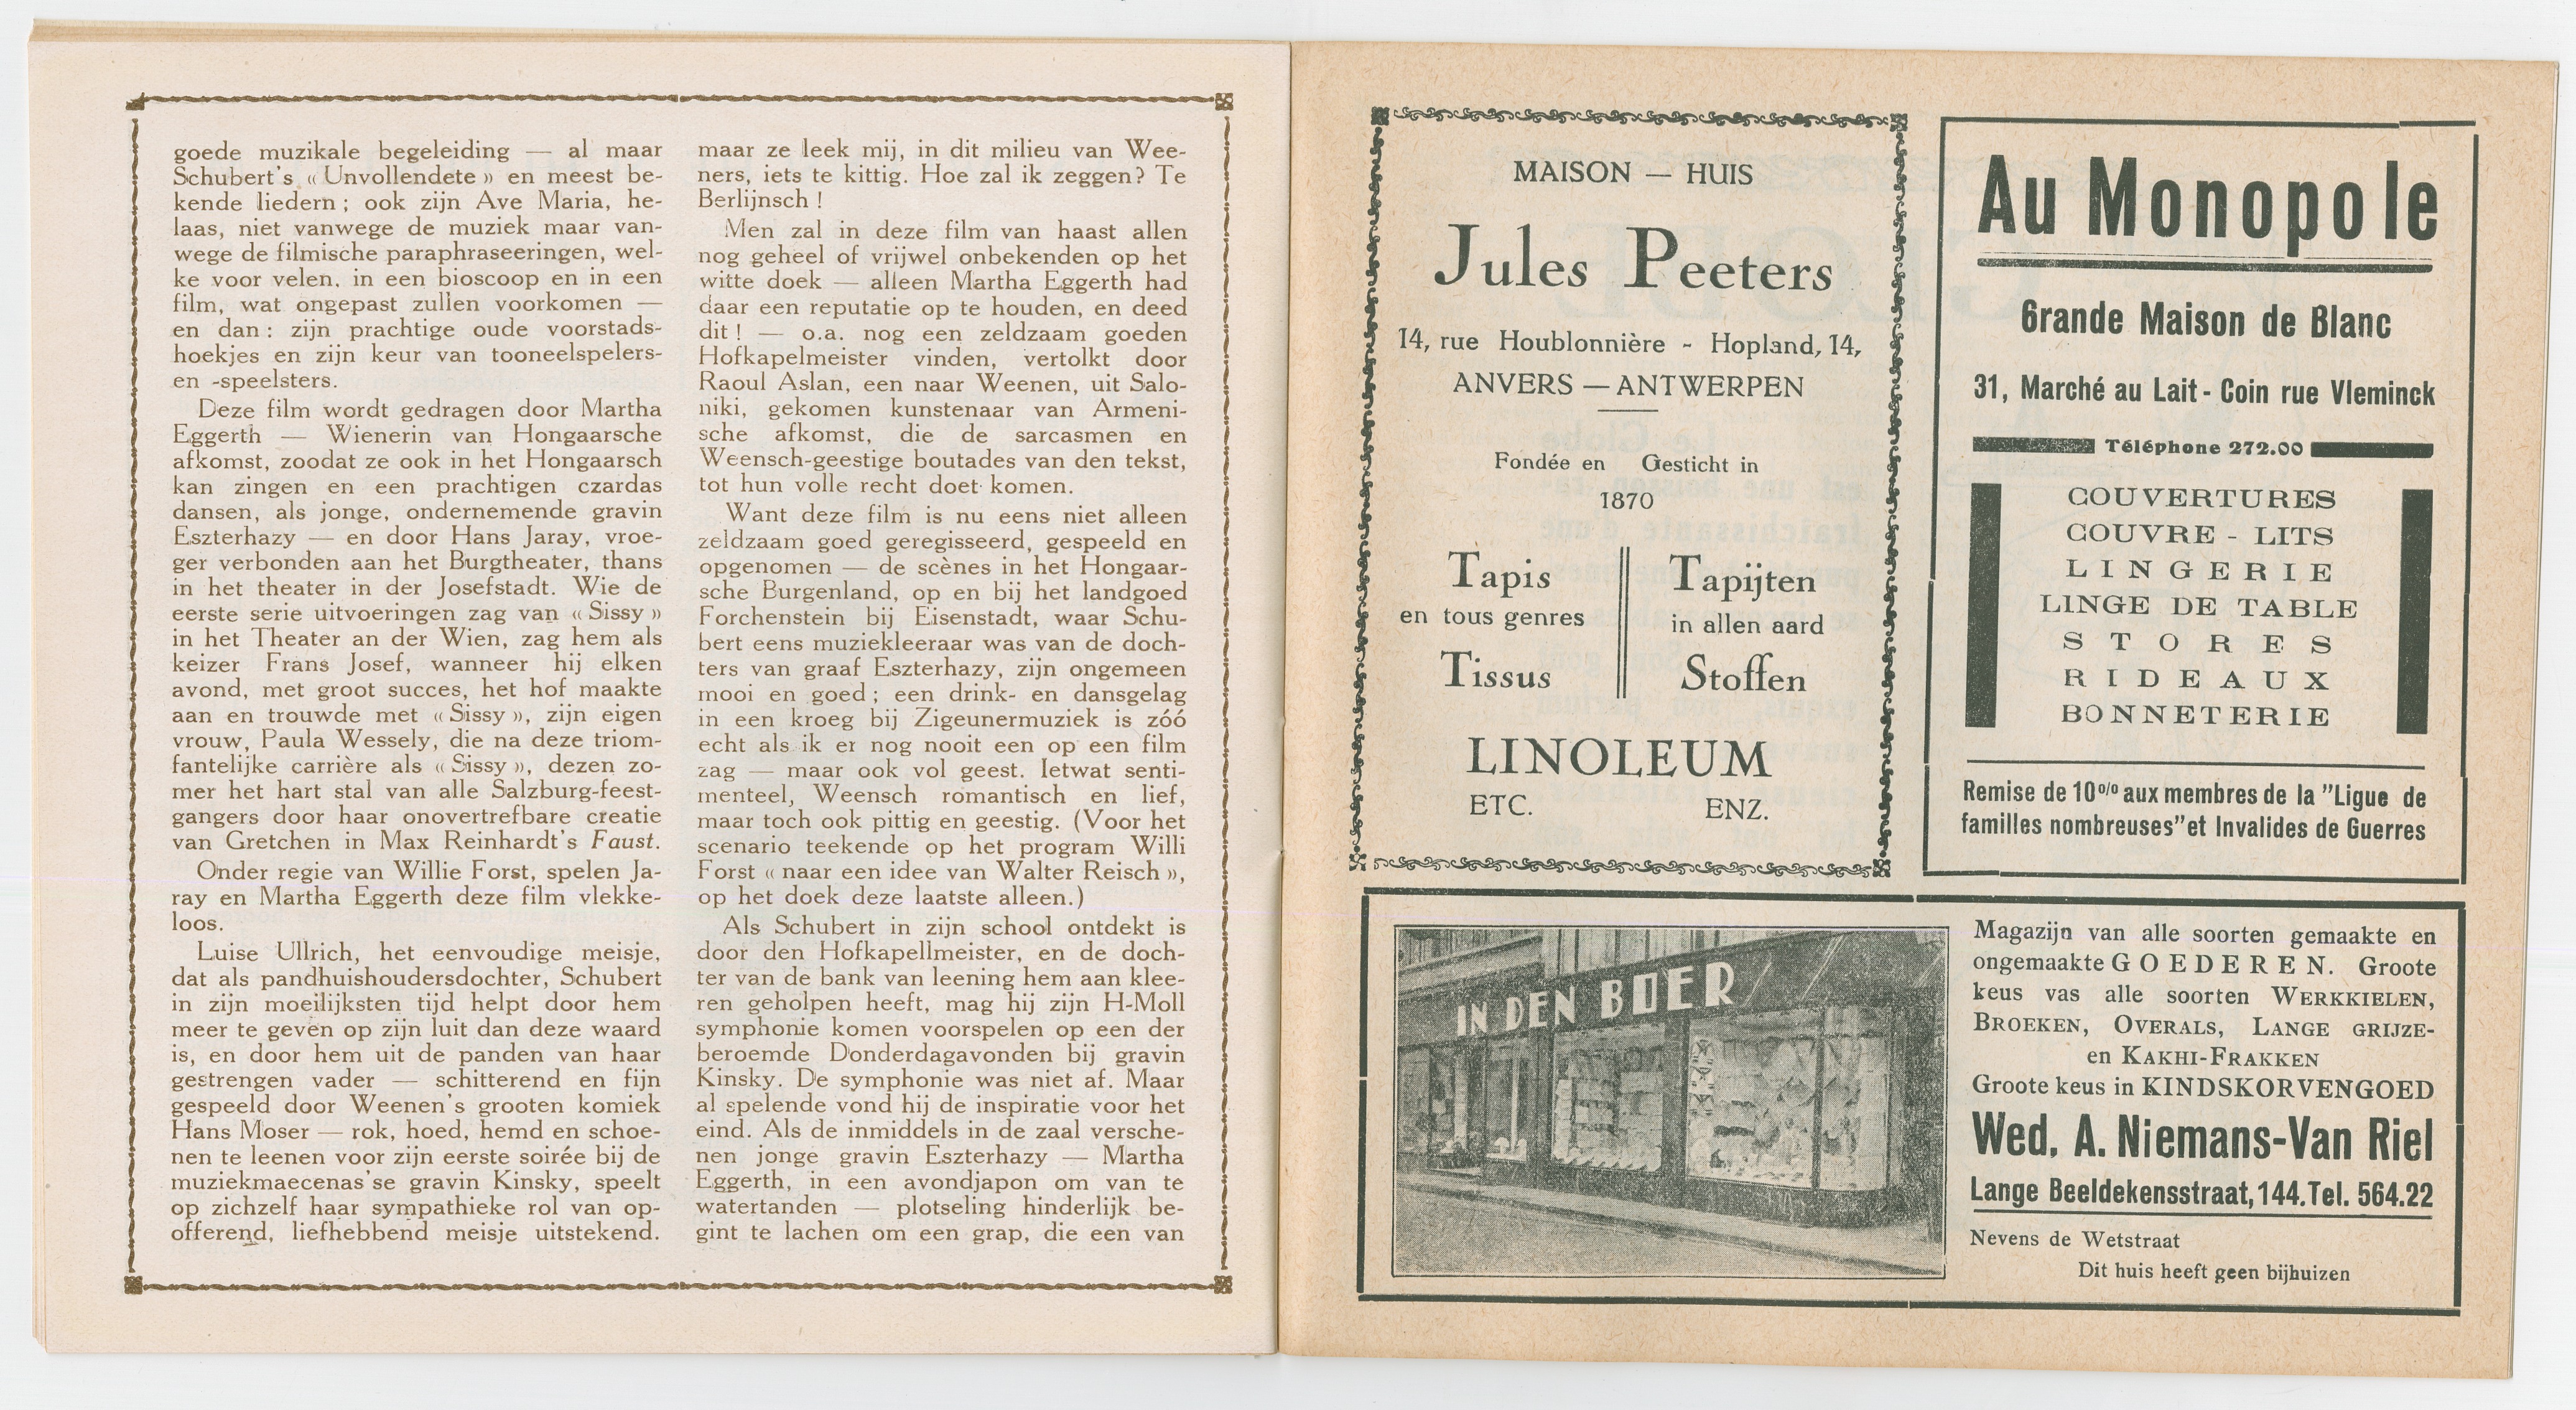 goede muzikale begeleiding — al maar
Schubert's « Unvollendete » en meest be-
kende liedern ; ook zijn Ave Maria, he-
laas, niet vanwege de muziek maar van-
wege de filmische paraphraseeringen, wel-
ke voor velen, in een bioscoop en in een
film, wat ongepast zullen voorkomen —
en dan : zijn prachtige oude voorstads-
hoekjes en zijn keur van tooneelspelers-
en -speelsters.
Deze film wordt gedragen door Martha
Eggerth — Wienerin van Hongaarsche
afkomst, zoodat ze ook in het Hongaarsch
kan zingen en een prachtigen czardas
dansen, als jonge, ondernemende gravin
Eszterhazy — en door Hans Jaray, vroe-
ger verbonden aan het Burgtheater, thans
in het theater in der Josefstadt. Wie de
eerste serie uitvoeringen zag van « Sissy »
in het Theater an der Wien, zag hem als
keizer Frans Josef, wanneer hij elken
avond, met groot succes, het hof maakte
aan en trouwde met « Sissy », zijn eigen
vrouw, Paula Wessely, die na deze triom-
fantelijke carrière als « Sissy », dezen zo-
mer het hart stal van alle Salzburg-feest-
gangers door haar onovertrefbare creatie
van Gretchen in Max Reinhardt's Faust.
Onder regie van Willie Forst, spelen Ja-
ray en Martha Eggerth deze film vlekke-
loos.
Luise Ullrich, het eenvoudige meisje,
dat als pandhuishoudersdochter, Schubert
in zijn moeilijksten tijd helpt door hem
meer te geven op zijn luit dan deze waard
is, en door hem uit de panden van haar
gestrengen vader — schitterend en fijn
gespeeld door Weenen's grooten komiek
Hans Moser — rok, hoed, hemd en schoe-
nen te leenen voor zijn eerste soirée bij de
muziekmaecenas'se gravin Kinsky, speelt
op zichzelf haar sympathieke rol van op-
offerend, liefhebbend meisje uitstekend.
maar ze leek mij, in dit milieu van Wee-
ners, iets te kittig. Hoe zal ik zeggen? Te
Berlijnsch !
Men zal in deze film van haast allen
nog geheel of vrijwel onbekenden op het
witte doek — alleen Martha Eggerth had
daar een reputatie op te houden, en deed
dit ! — o.a. nog een zeldzaam goeden
Hofkapelmeister vinden, vertolkt door
Raoul Aslan, een naar Weenen, uit Salo-
niki, gekomen kunstenaar van Armeni-
sche afkomst, die de sarcasmen en
Weensch-geestige boutades van den tekst,
tot hun volle recht doet komen.
Want deze film is nu eens niet alleen
zeldzaam goed geregisseerd, gespeeld en
opgenomen — de scènes in het Hongaar-
sche Burgenland, op en bij het landgoed
Forchenstein bij Eisenstadt, waar Schu-
bert eens muziekleeraar was van de doch-
ters van graaf Eszterhazy, zijn ongemeen
mooi en goed ; een drink- en dansgelag
in een kroeg bij Zigeunermuziek is zóó
echt als ik er nog nooit een op een film
zag — maar ook vol geest. Ietwat senti-
menteel, Weensch romantisch en lief,
maar toch ook pittig en geestig. (Voor het
scenario teekende op het program Willi
Forst « naar een idee van Walter Reisch »,
op het doek deze laatste alleen.)
Als Schubert in zijn school ontdekt is
door den Hofkapellmeister, en de doch-
ter van de bank van leening hem aan klee-
ren geholpen heeft, mag hij zijn H-Moll
symphonie komen voorspelen op een der
beroemde Donderdagavonden bij gravin
Kinsky. De symphonie was niet af. Maar
al spelende vond hij de inspiratie voor het
eind. Als de inmiddels in de zaal versche-
nen jonge gravin Eszterhazy — Martha
Eggerth, in een avondjapon om van te
watertanden — plotseling hinderlijk be-
gint te lachen om een grap, die een van
MAISON — HUIS
Jules Peeters
14, rue Houblonnière - Hopland, 14,
ANVERS — ANTWERPEN
Fondée en Gesticht in
1870
Tapis
en tous genres
Tissus
Tapijten
in allen aard
Stoffen
LINOLEUM
ETC. ENZ.
Au Monopole
Grande Maison de Blanc
31, Marché au Lait - Coin rue Vleminck
Téléphone 272.00
COUVERTURES
COUVRE - LITS
LINGERIE
LINGE DE TABLE
STORES
RIDEAUX
BONNETERIE
Remise de 10 0/0 aux membres de la "Ligue de
familles nombreuses" et Invalides de Guerres
IN DEN BOER
Magazijn van alle soorten gemaakte en
ongemaakte GOEDEREN. Groote
keus vas alle soorten WERKKIELEN,
BROEKEN, OVERALS, LANGE GRIJZE-
en KAKHI-FRAKKEN
Groote keus in KINDSKORVENGOED
Wed. A. Niemans-Van Riel
Lange Beeldekensstraat, 144. Tel. 564.22
Nevens de Wetstraat
Dit huis heeft geen bijhuizen